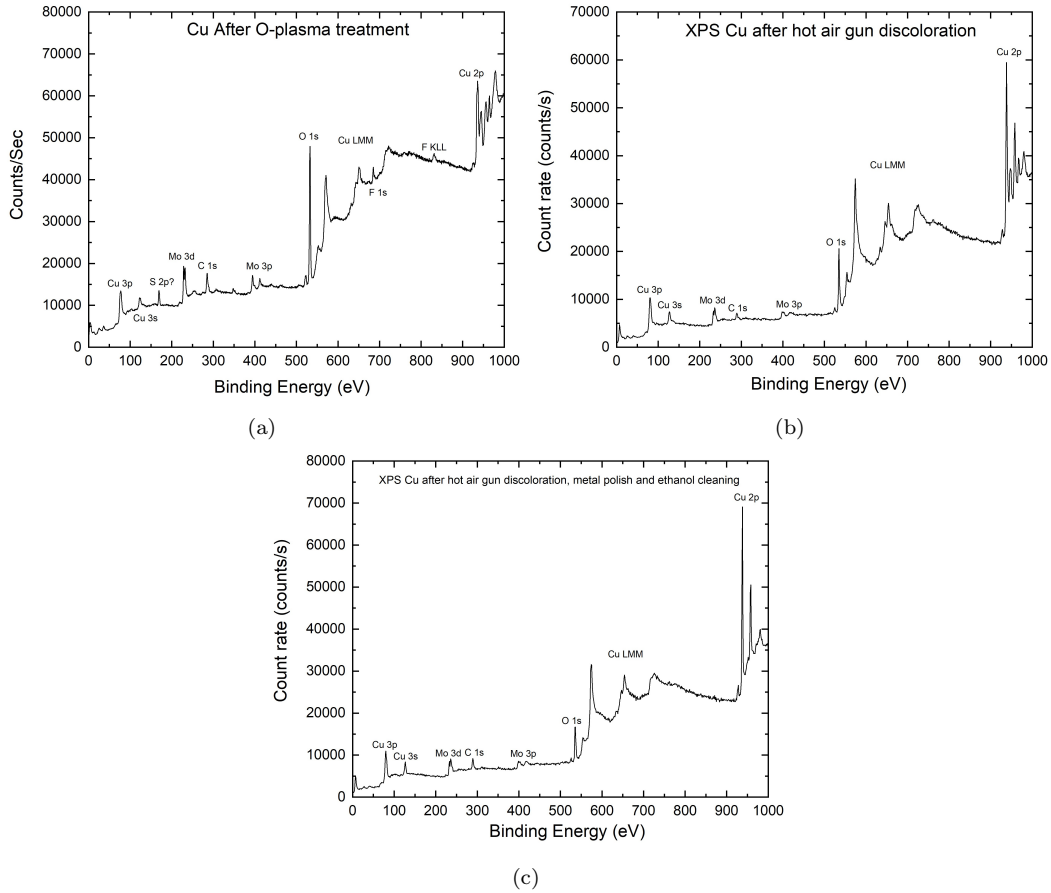 Cu After O-plasma treatment
Counts/Sec
70000
60000
50000
40000
30000
20000
10000
0
Cu 3p
Cu 3s
S 2p?
Mo 3d
C 1s
Mo 3p
O 1s
Cu LMM
F 1s
F KLL
Cu 2p
0 100 200 300 400 500 600 700 800 900 1000
Binding Energy (eV)
(a)
XPS Cu after hot air gun discoloration
Count rate (counts/s)
70000
60000
50000
40000
30000
20000
10000
0
Cu 3p
Cu 3s
Mo 3d
C 1s
Mo 3p
O 1s
Cu LMM
Cu 2p
0 100 200 300 400 500 600 700 800 900 1000
Binding Energy (eV)
(b)
XPS Cu after hot air gun discoloration, metal polish and ethanol cleaning
Count rate (counts/s)
80000
70000
60000
50000
40000
30000
20000
10000
0
Cu 3p
Cu 3s
Mo 3d
C 1s
Mo 3p
O 1s
Cu LMM
Cu 2p
0 100 200 300 400 500 600 700 800 900 1000
Binding Energy (eV)
(c)